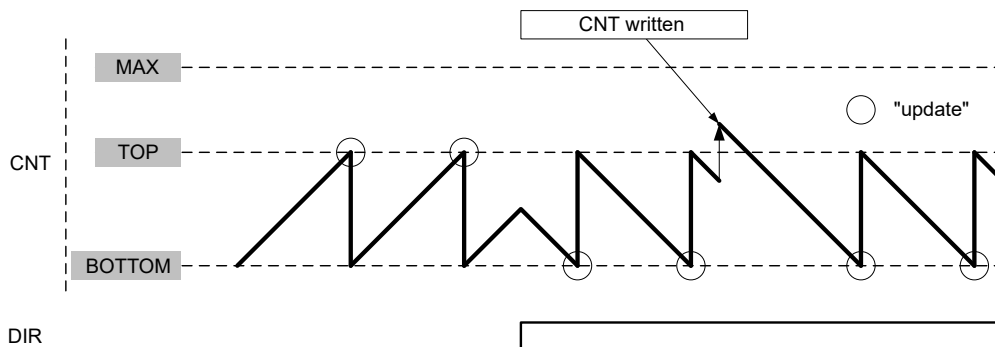 CNT written
MAX
"update"
TOP
CNT
BOTTOM
DIR